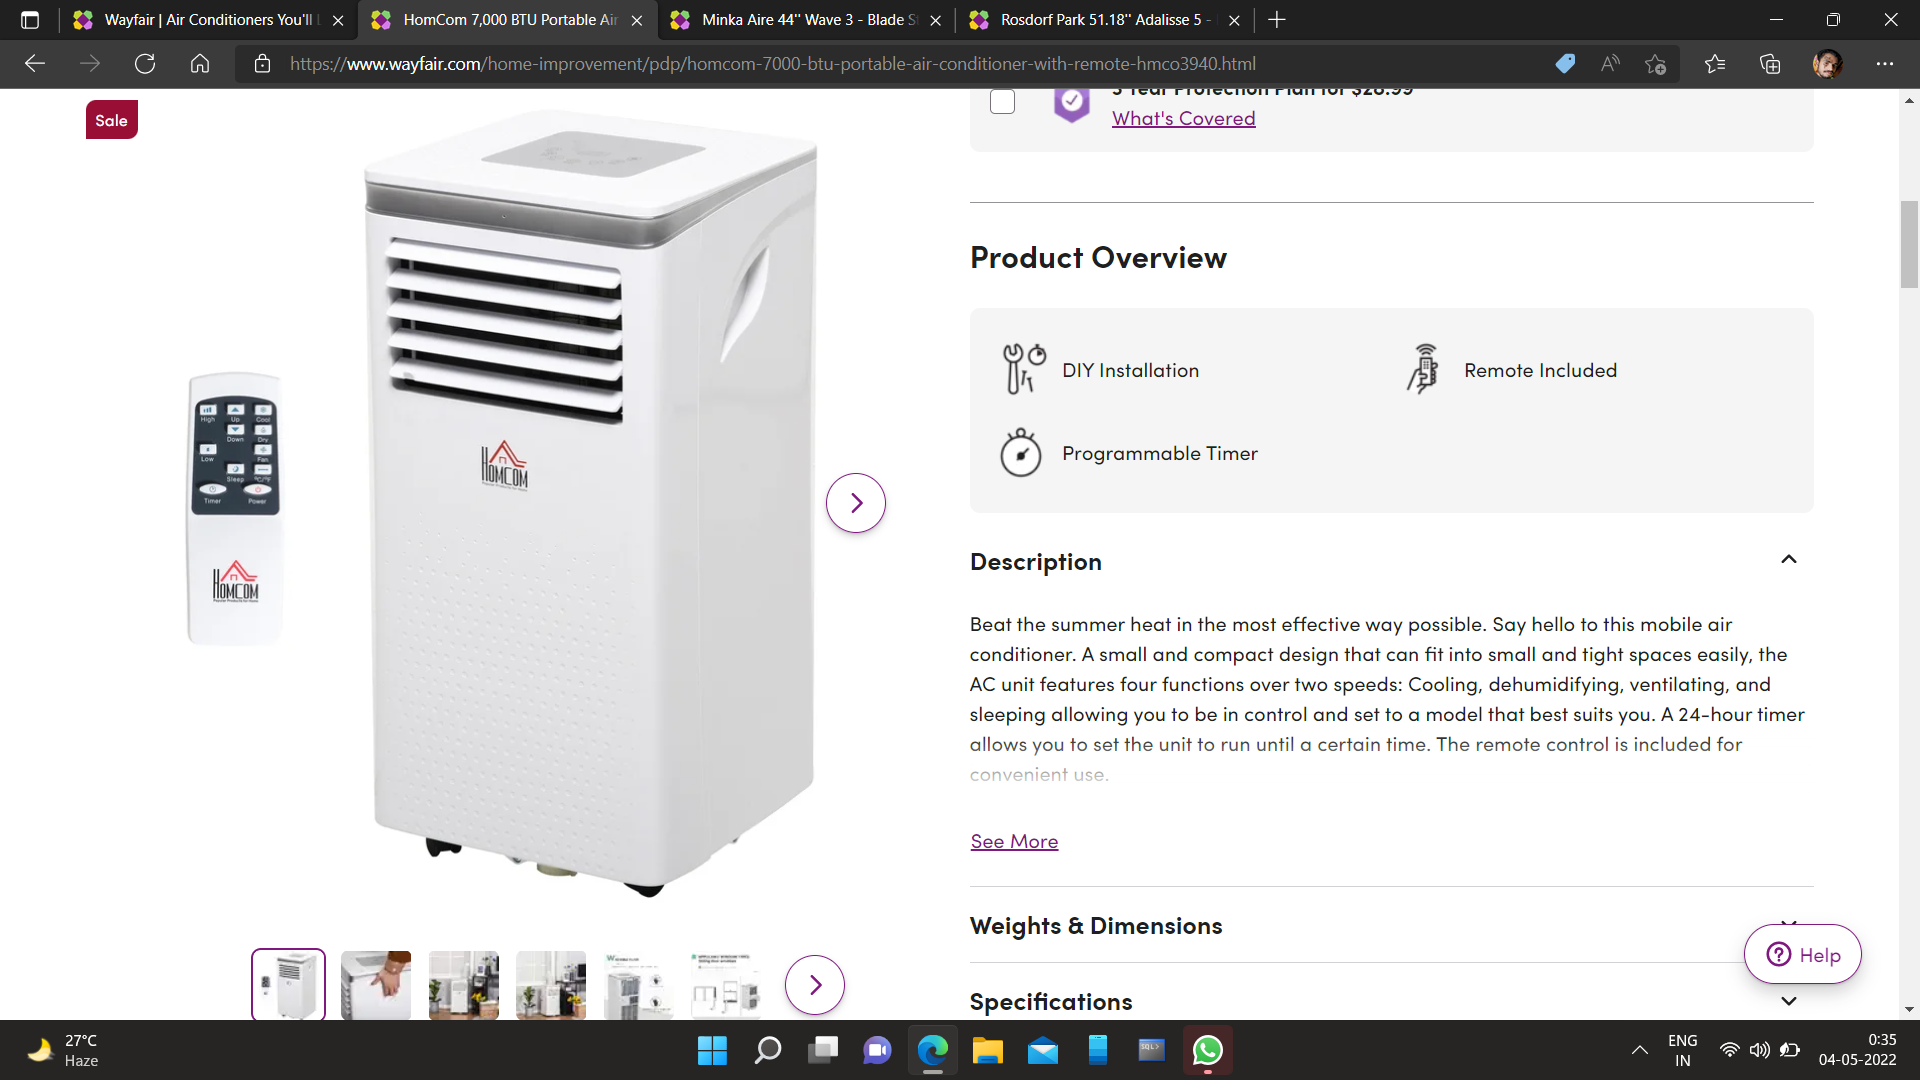 Wayfair | Air Conditioners You'll L
HomCom 7,000 BTU Portable Air
Minka Aire 44'' Wave 3 - Blade S
Rosdorf Park 51.18'' Adalisse 5 -
https://www.wayfair.com/home-improvement/pdp/homcom-7000-btu-portable-air-conditioner-with-remote-hmco3940.html
Sale
3 Year Protection Plan for $28.99
What's Covered
Product Overview
DIY Installation
Remote Included
Programmable Timer
High
Up
Cool
Down
Dry
Low
Fan
Sleep
°C/°F
Timer
Power
HOMCOM
HOMCOM
Description
Beat the summer heat in the most effective way possible. Say hello to this mobile air
conditioner. A small and compact design that can fit into small and tight spaces easily, the
AC unit features four functions over two speeds: Cooling, dehumidifying, ventilating, and
sleeping allowing you to be in control and set to a model that best suits you. A 24-hour timer
allows you to set the unit to run until a certain time. The remote control is included for
convenient use.
See More
Weights & Dimensions
Help
Specifications
27°C
Haze
SQL>
ENG
IN
0:35
04-05-2022